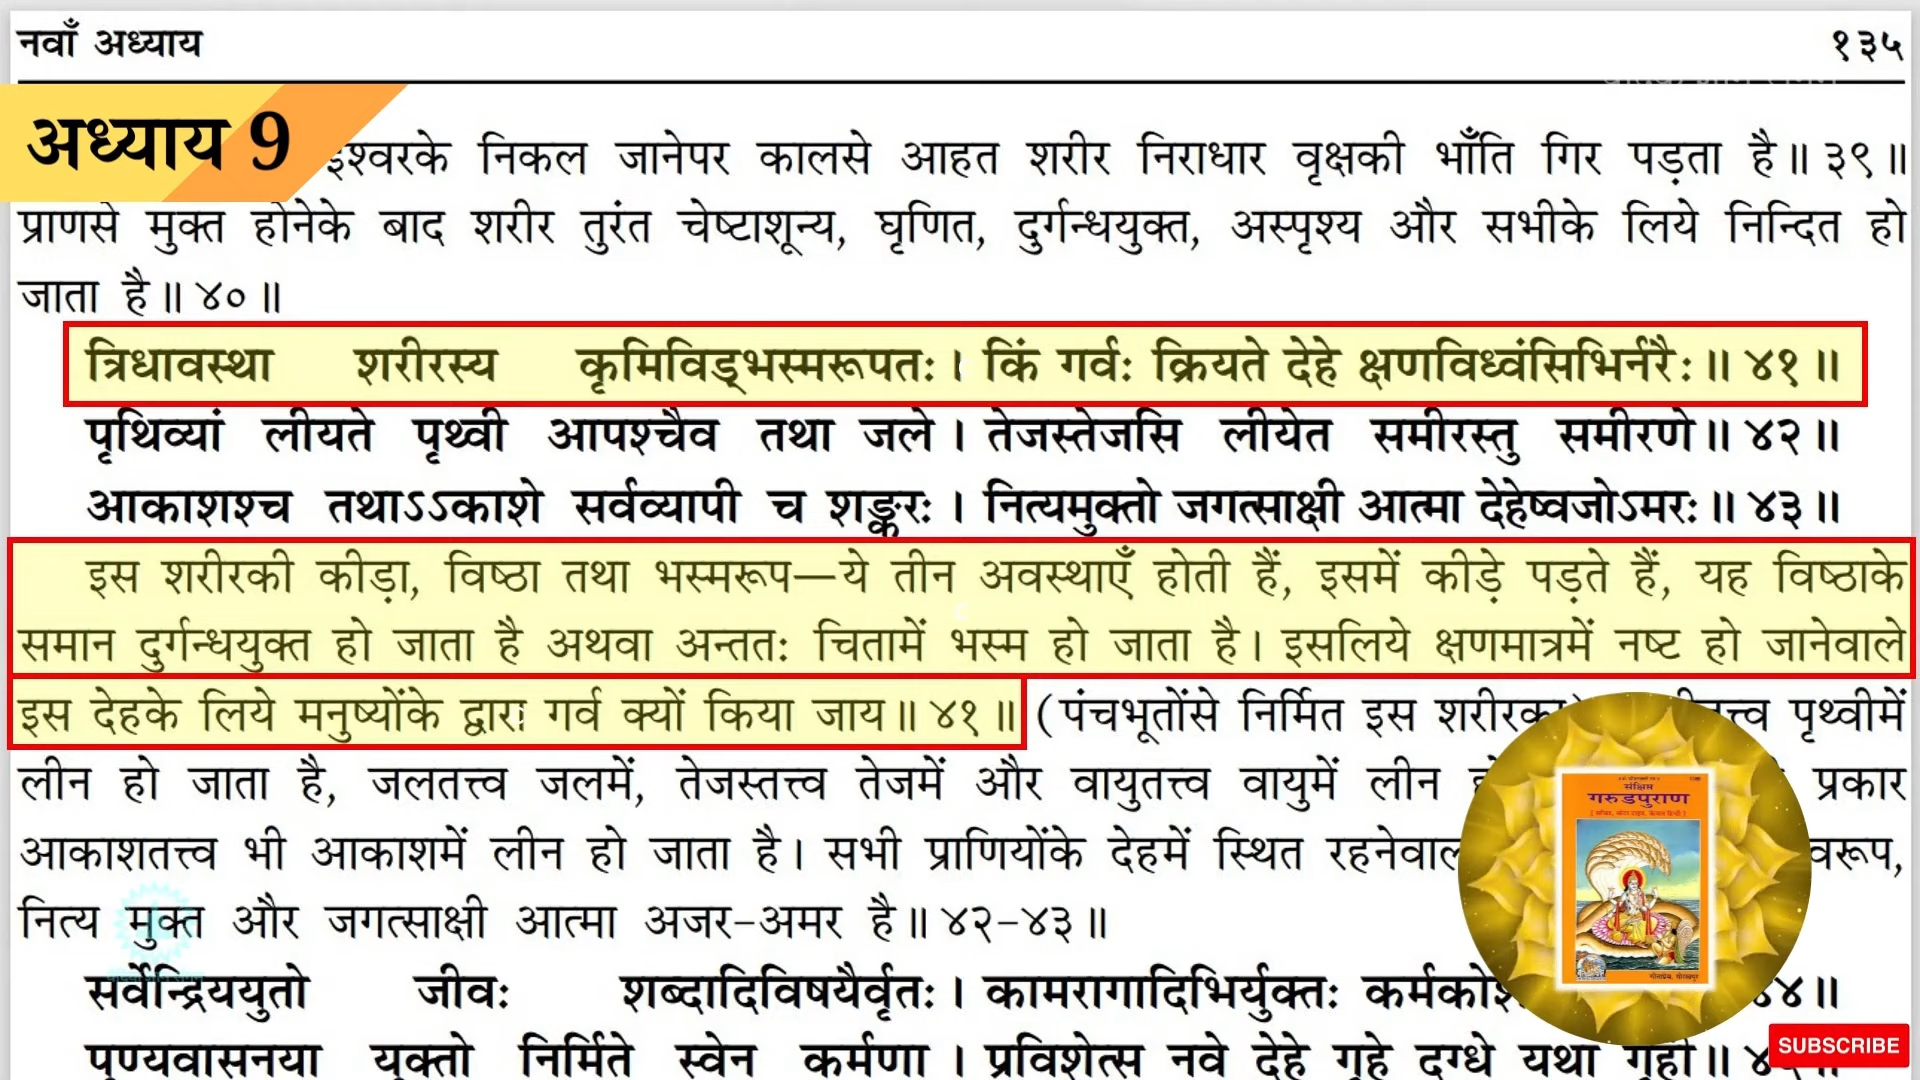 नवाँ अध्याय १३५
अध्याय 9
इश्वरके निकल जानेपर कालसे आहत शरीर निराधार वृक्षकी भाँति गिर पड़ता है॥ ३९॥
प्राणसे मुक्त होनेके बाद शरीर तुरंत चेष्टाशून्य, घृणित, दुर्गन्धयुक्त, अस्पृश्य और सभीके लिये निन्दित हो
जाता है॥ ४०॥
त्रिधावस्था शरीरस्य कृमिविड्भस्मरूपतः। किं गर्वः क्रियते देहे क्षणविध्वंसिभिर्नरैः॥ ४१॥
पृथिव्यां लीयते पृथ्वी आपश्चैव तथा जले। तेजस्तेजसि लीयेत समीरस्तु समीरणे॥ ४२॥
आकाशश्च तथाऽऽकाशे सर्वव्यापी च शङ्करः। नित्यमुक्तो जगत्साक्षी आत्मा देहेष्वजोऽमरः॥ ४३॥
इस शरीरकी कीड़ा, विष्ठा तथा भस्मरूप—ये तीन अवस्थाएँ होती हैं, इसमें कीड़े पड़ते हैं, यह विष्ठाके
समान दुर्गन्धयुक्त हो जाता है अथवा अन्ततः चितामें भस्म हो जाता है। इसलिये क्षणमात्रमें नष्ट हो जानेवाले
इस देहके लिये मनुष्योंके द्वारा गर्व क्यों किया जाय॥ ४१॥ (पंचभूतोंसे निर्मित इस शरीरका) पृथ्वीमें
लीन हो जाता है, जलतत्त्व जलमें, तेजस्तत्त्व तेजमें और वायुतत्त्व वायुमें लीन प्रकार
आकाशतत्त्व भी आकाशमें लीन हो जाता है। सभी प्राणियोंके देहमें स्थित
नित्य मुक्त और जगत्साक्षी आत्मा अजर-अमर है॥ ४२-४३॥
संक्षिप्त
गरुडपुराण
सर्वेन्द्रिययुतो जीवः शब्दादिविषयैर्वृतः। कामरागादिभिर्युक्तः
पुण्यवासनया युक्तो निर्मिते स्वेन कर्मणा। प्रविशेत्स नवे देहे गृहे दग्धे यथा गृही॥
SUBSCRIBE